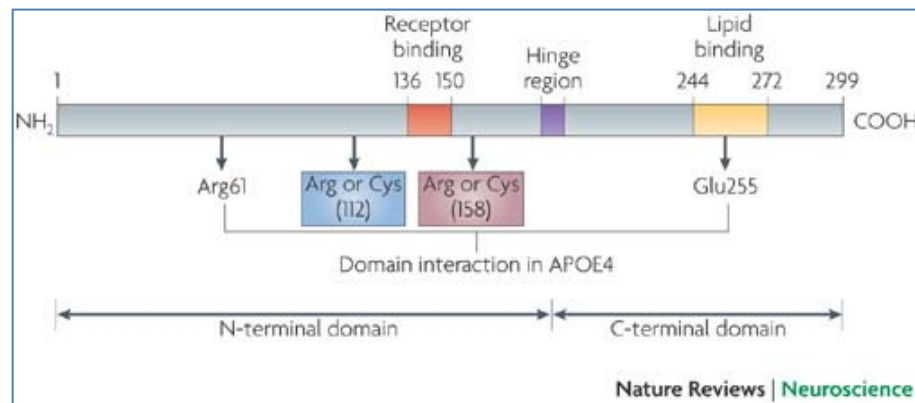 Receptor
binding
Hinge
region
Lipid
binding
1
136 150
244 272 299
NH2
COOH
Arg61
Arg or Cys
(112)
Arg or Cys
(158)
Glu255
Domain interaction in APOE4
N-terminal domain
C-terminal domain
Nature Reviews | Neuroscience